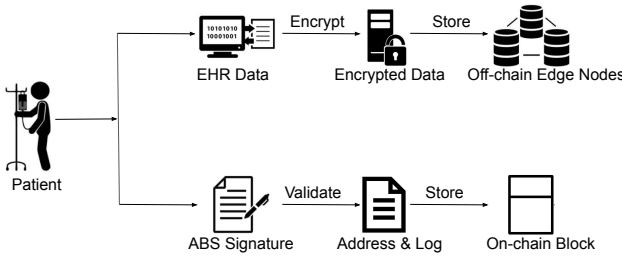 10101010
10001001
Encrypt
Store
EHR Data
Encrypted Data
Off-chain Edge Nodes
Patient
Validate
Store
ABS Signature
Address & Log
On-chain Block